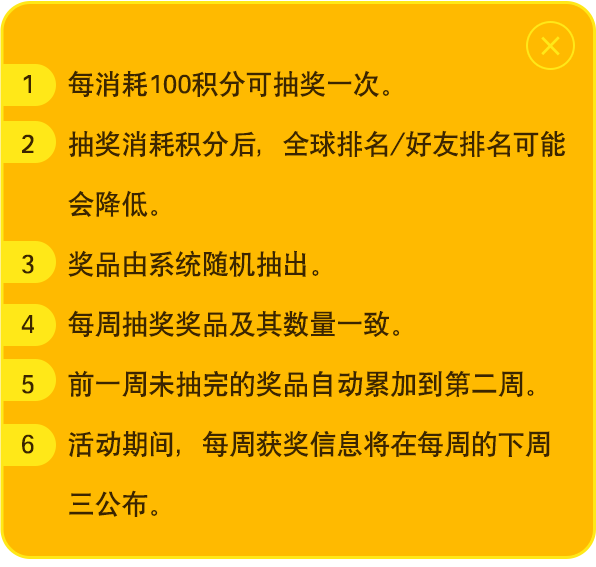 1 每消耗100积分可抽奖一次。
2 抽奖消耗积分后，全球排名/好友排名可能
会降低。
3 奖品由系统随机抽出。
4 每周抽奖奖品及其数量一致。
5 前一周未抽完的奖品自动累加到第二周。
6 活动期间，每周获奖信息将在每周的下周
三公布。